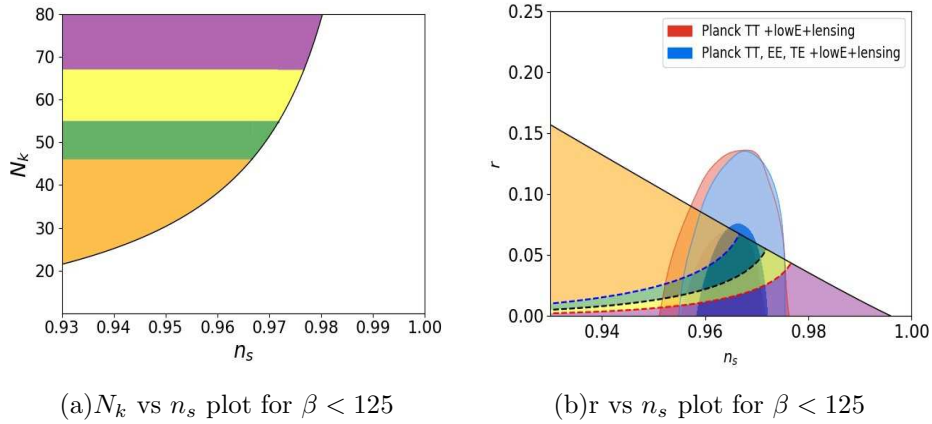 80
70
60
50
40
30
20
N_k
0.93 0.94 0.95 0.96 0.97 0.98 0.99 1.00
n_s
(a)N_k vs n_s plot for β < 125
0.25
0.20
0.15
0.10
0.05
0.00
r
Planck TT +lowE+lensing
Planck TT, EE, TE +lowE+lensing
0.94 0.96 0.98 1.00
n_s
(b)r vs n_s plot for β < 125